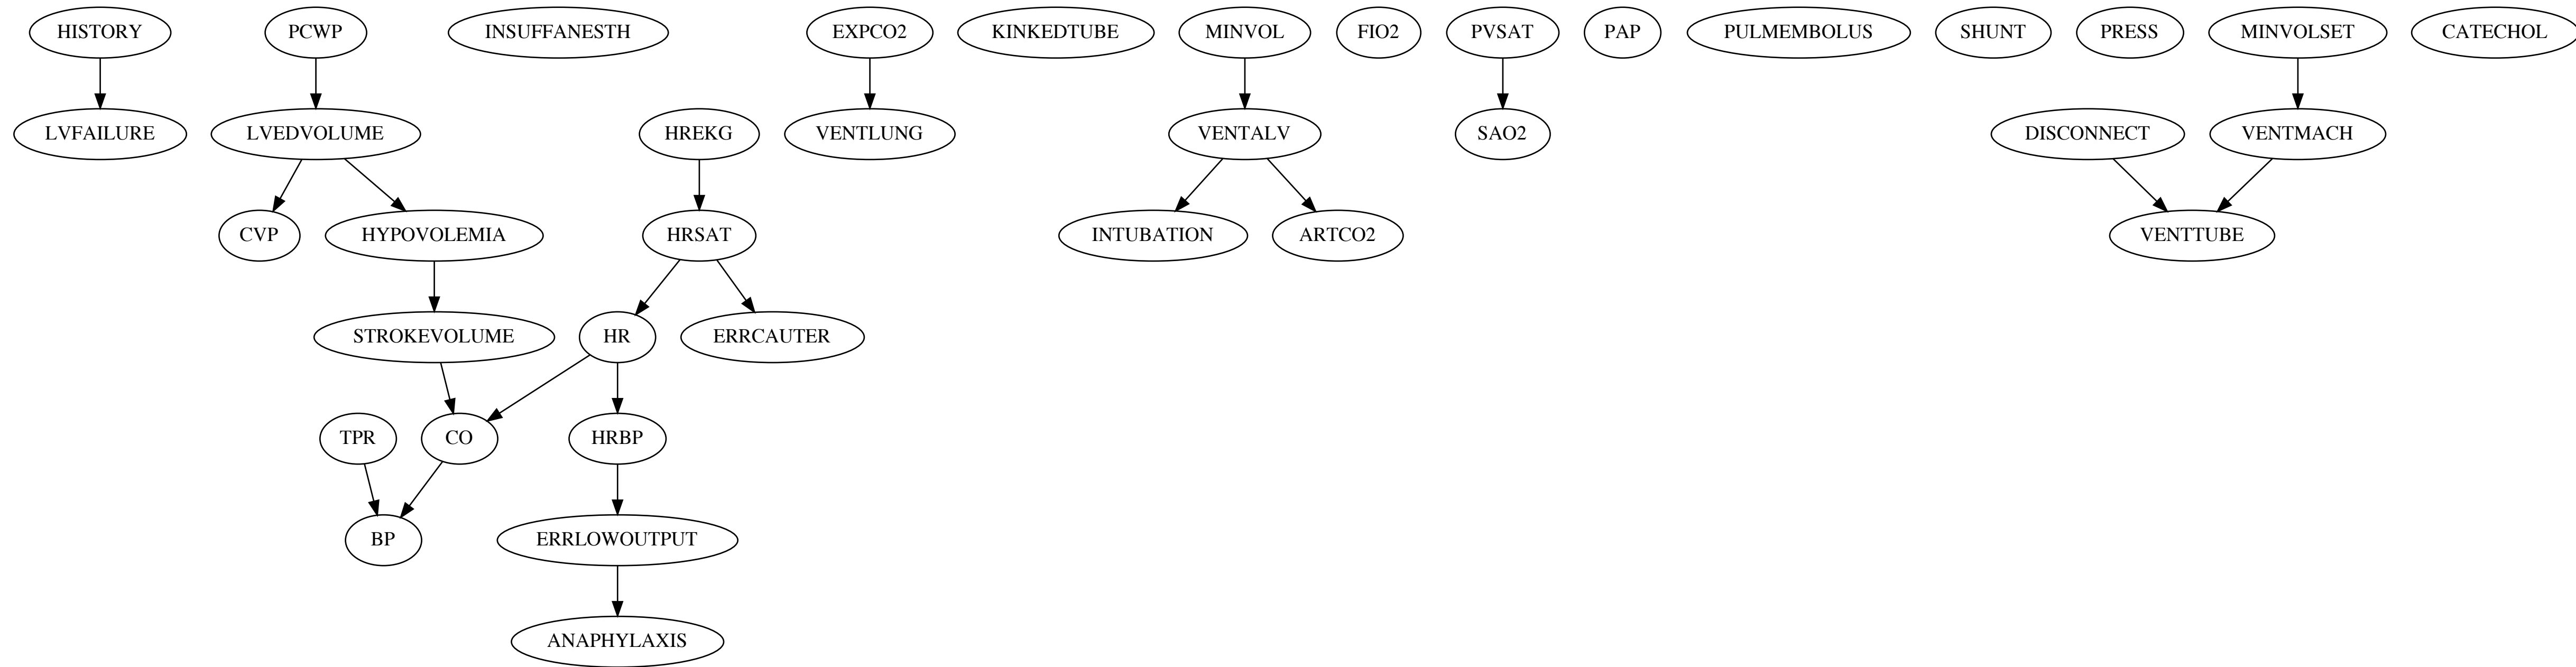 HISTORY
PCWP
INSUFFANESTH
EXPCO2
KINKEDTUBE
MINVOL
FIO2
PVSAT
PAP
PULMEMBOLUS
SHUNT
PRESS
MINVOLSET
CATECHOL
LVFAILURE
LVEDVOLUME
HREKG
VENTLUNG
VENTALV
SAO2
DISCONNECT
VENTMACH
CVP
HYPOVOLEMIA
HRSAT
INTUBATION
ARTCO2
VENTTUBE
STROKEVOLUME
HR
ERRCAUTER
TPR
CO
HRBP
BP
ERRLOWOUTPUT
ANAPHYLAXIS